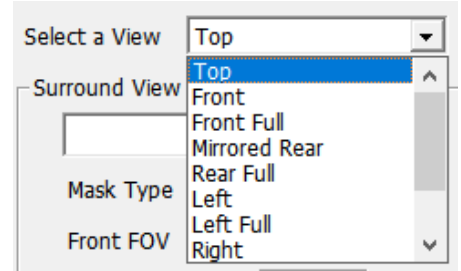 Select a View Top
Top
Surround View
Front
Front Full
Mirrored Rear
Rear Full
Mask Type
Left
Left Full
Front FOV
Right